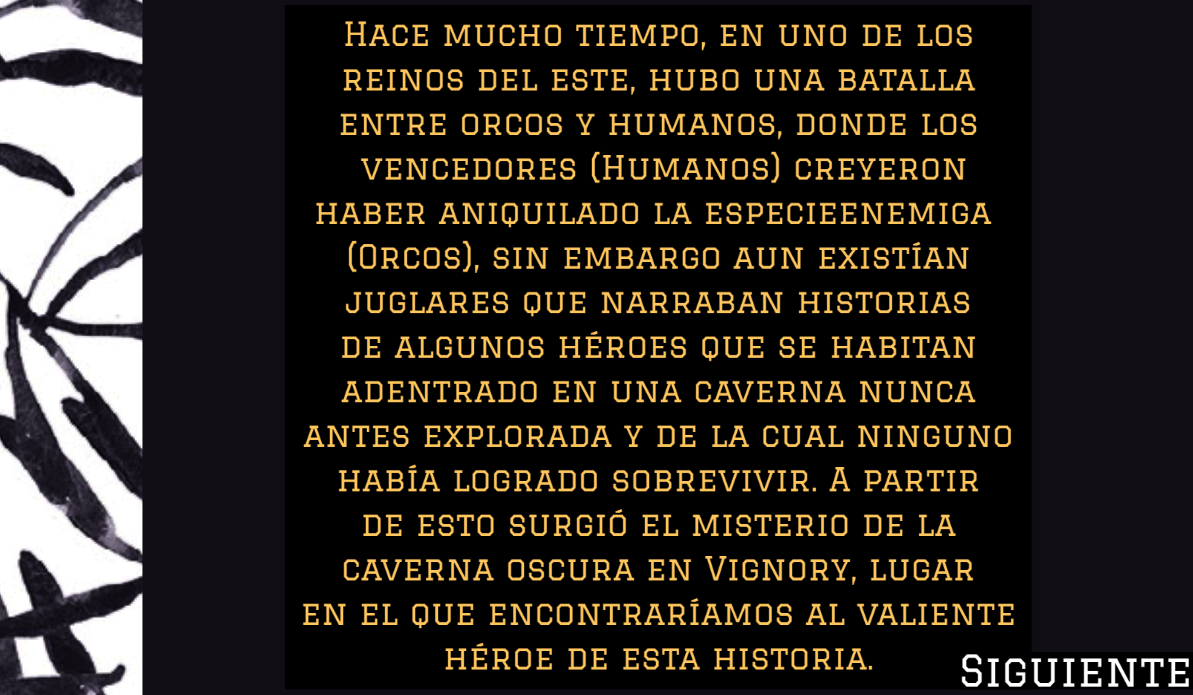 Hace mucho tiempo, en uno de los
reinos del este, hubo una batalla
entre orcos y humanos, donde los
vencedores (Humanos) creyeron
haber aniquilado la especieenemiga
(Orcos), sin embargo aun existían
juglares que narraban historias
de algunos héroes que se habitan
adentrado en una caverna nunca
antes explorada y de la cual ninguno
había logrado sobrevivir. A partir
de esto surgió el misterio de la
caverna oscura en Vignory, lugar
en el que encontraríamos al valiente
héroe de esta historia.
Siguiente